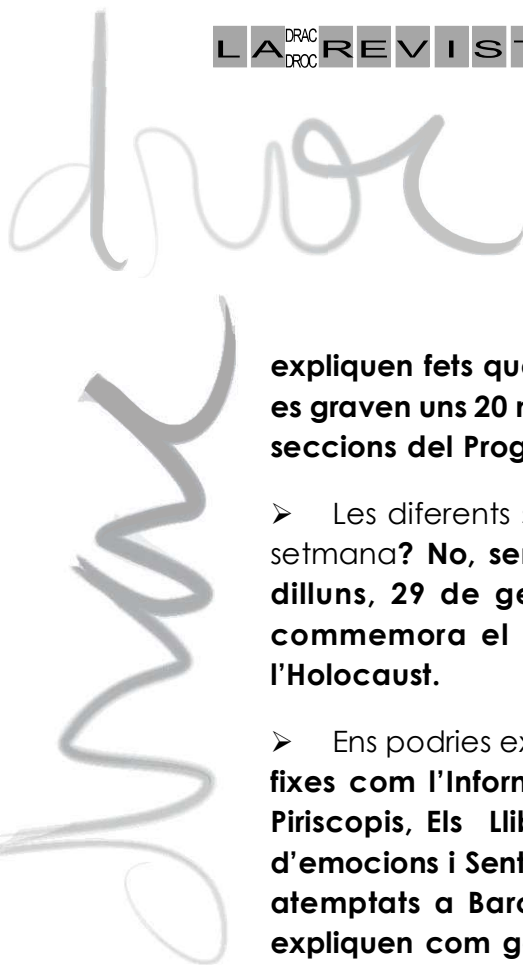 LA DRAC DROC REVIST
droc
drac
expliquen fets que
es graven uns 20
seccions del Prog
➢ Les diferents
setmana? No, ser
dilluns, 29 de ge
commemora el
l’Holocaust.
➢ Ens podries ex
fixes com l’Inform
Piriscopis, Els Llib
d’emocions i Sent
atemptats a Barc
expliquen com g